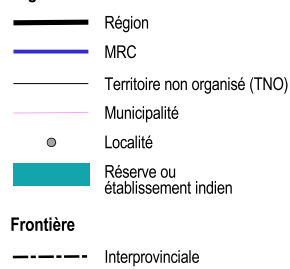 Région
MRC
Territoire non organisé (TNO)
Municipalité
Localité
Réserve ou
établissement indien
Frontière
Interprovinciale